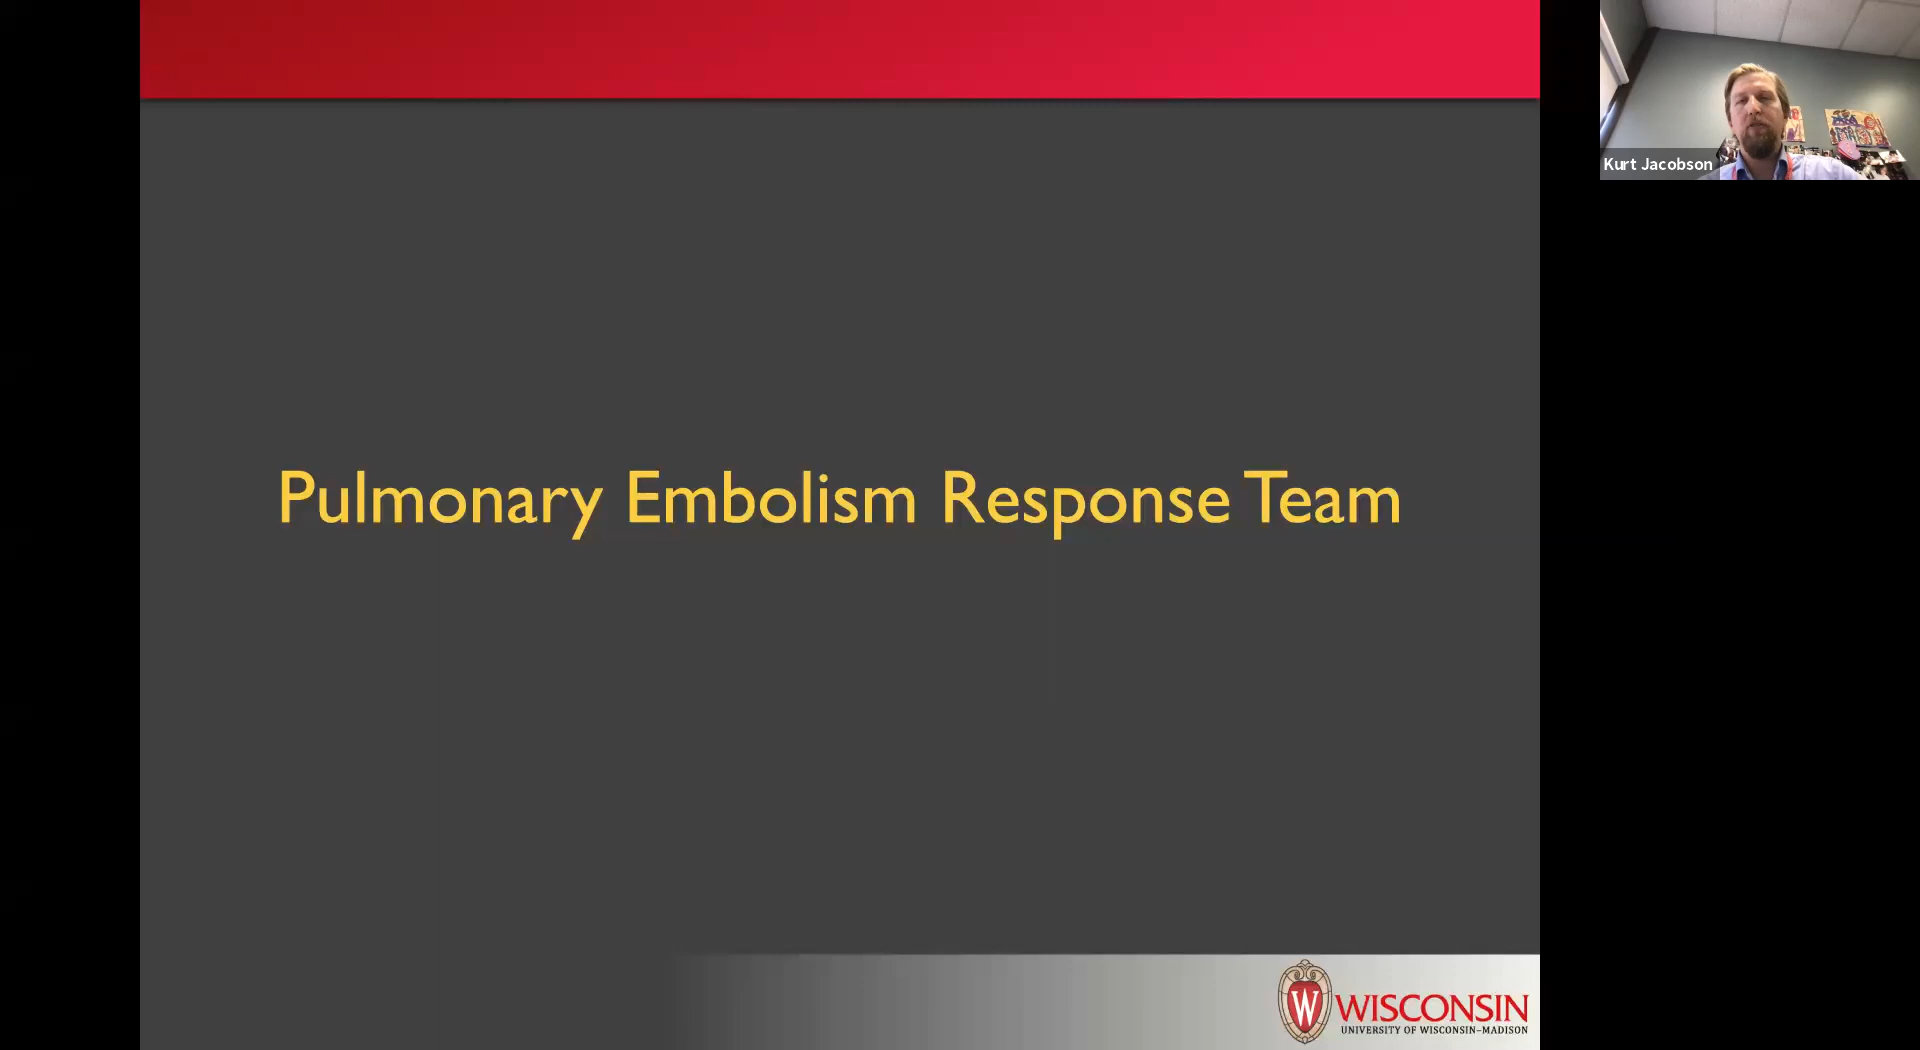 Pulmonary Embolism Response Team
Kurt Jacobson
W
WISCONSIN
UNIVERSITY OF WISCONSIN–MADISON